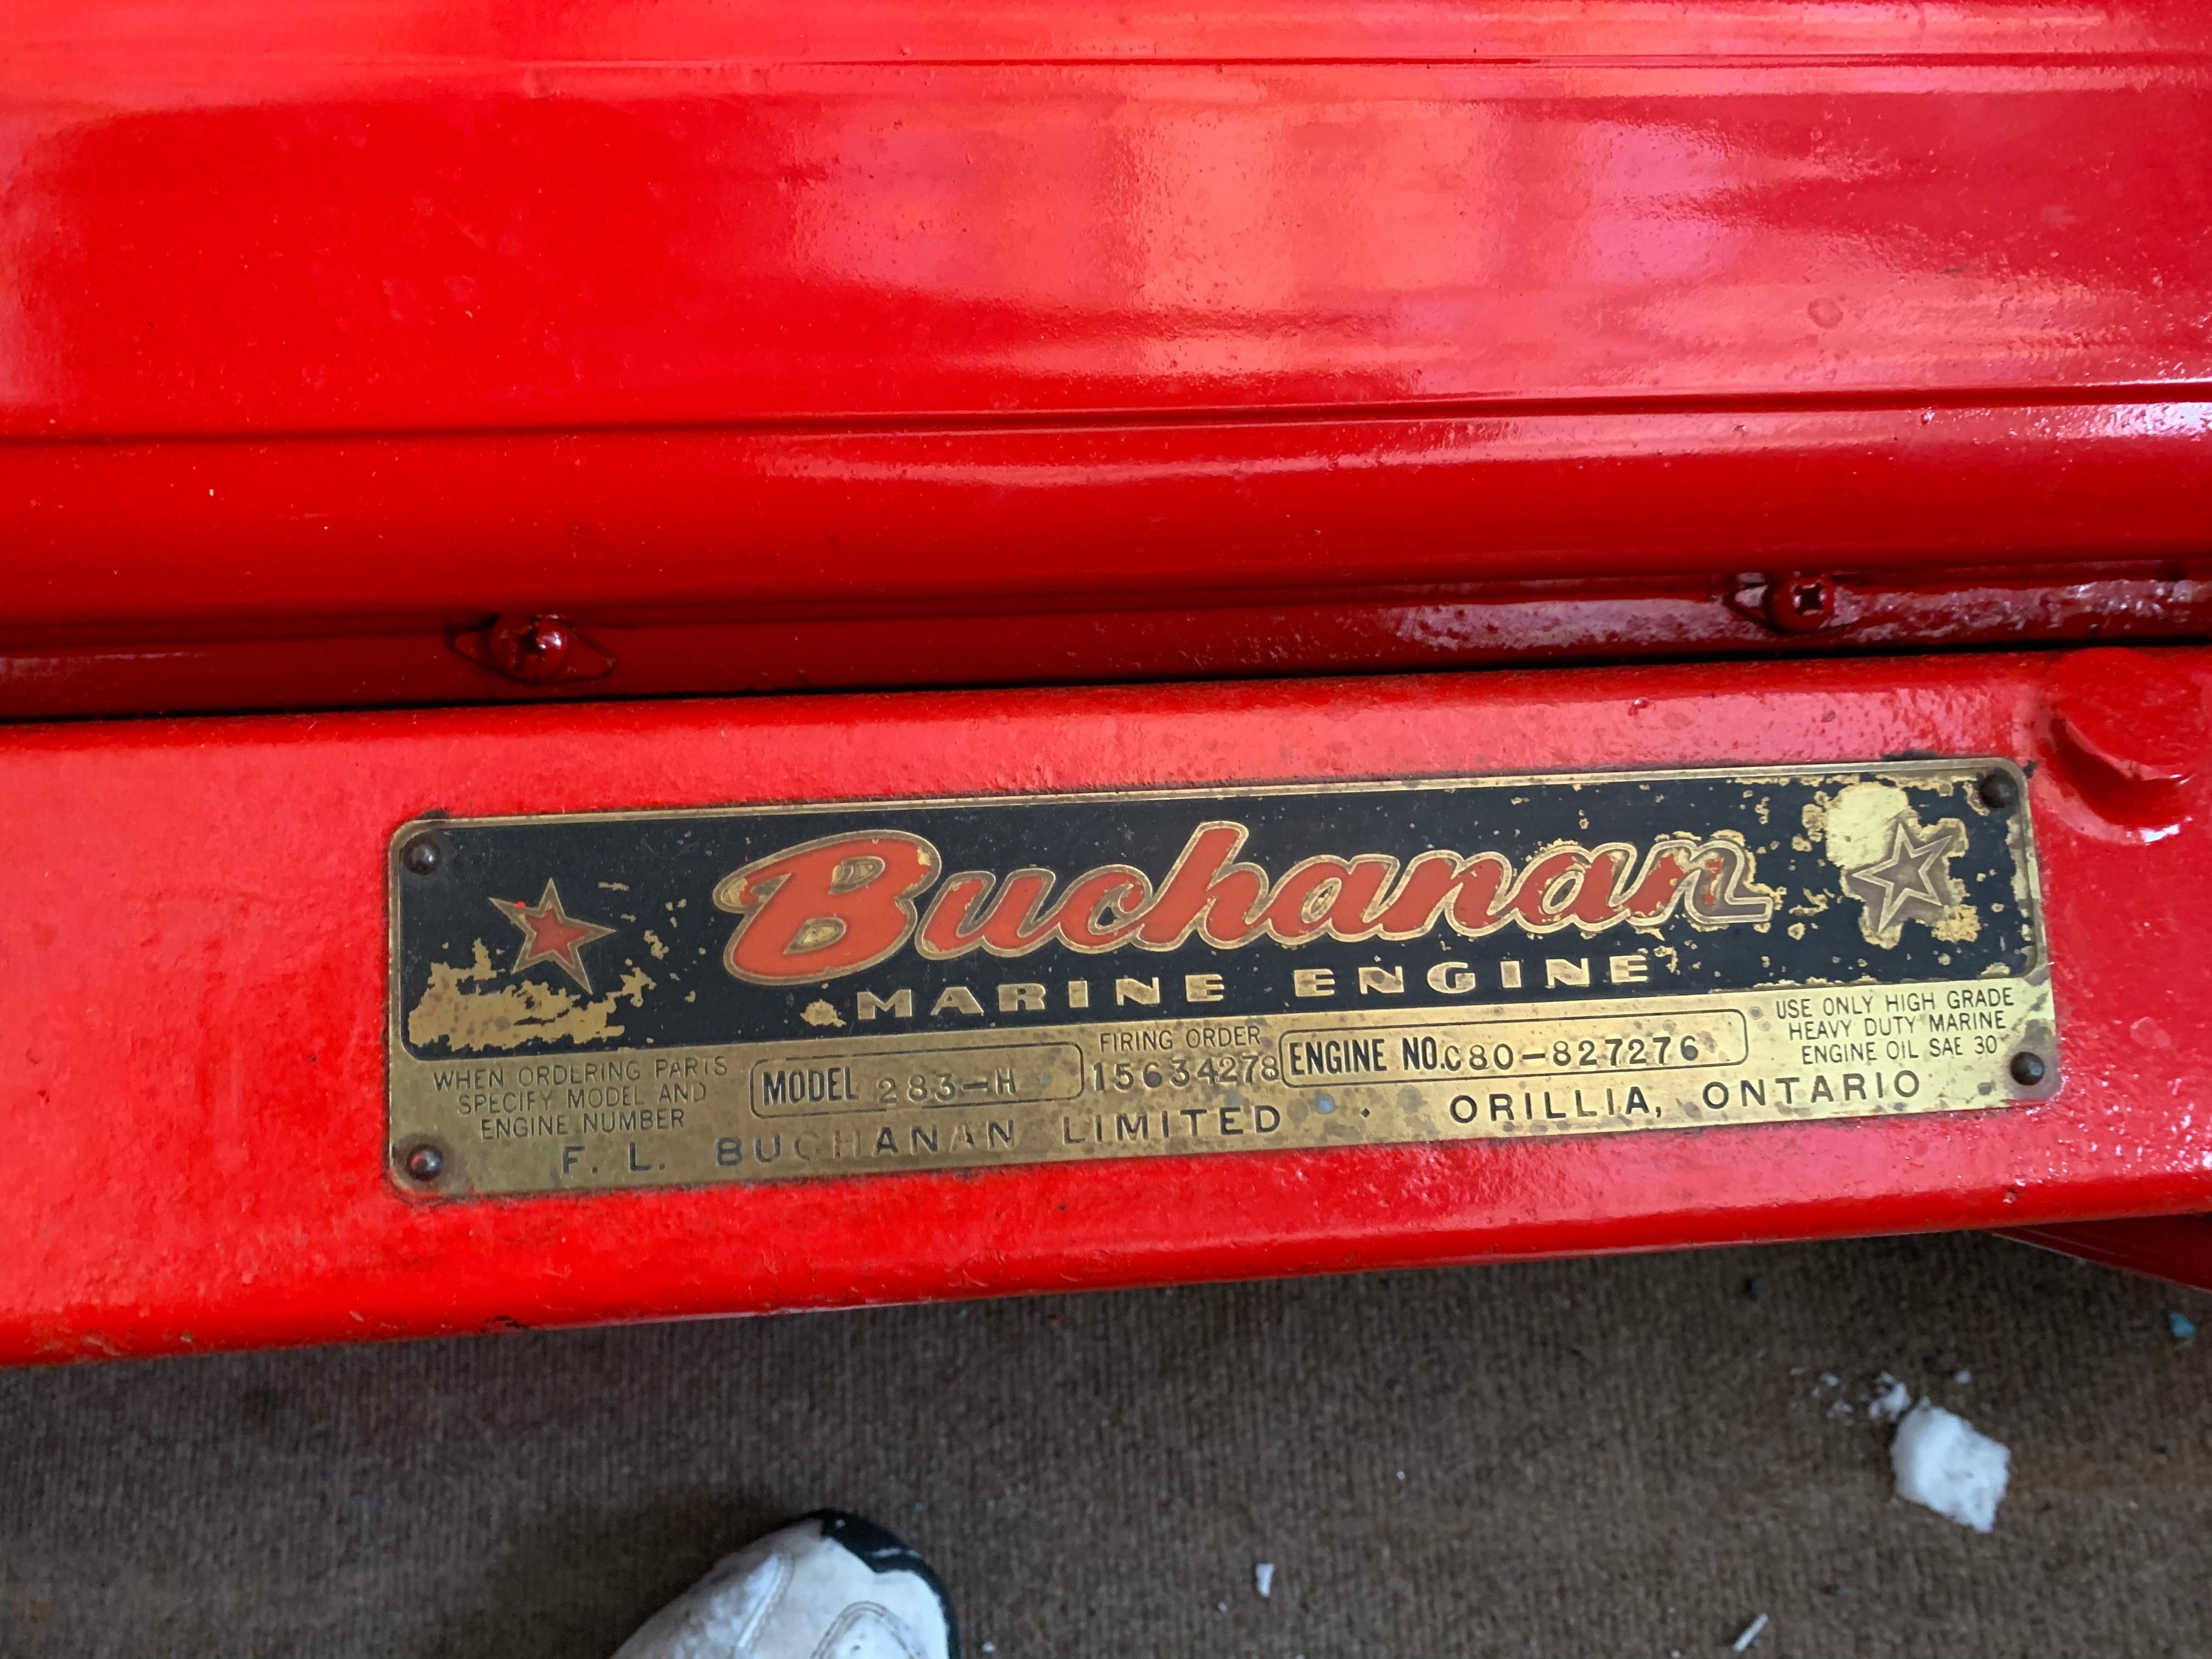 Buchanan
MARINE ENGINE
WHEN ORDERING PARTS
SPECIFY MODEL AND
ENGINE NUMBER
MODEL 283-H
FIRING ORDER
15634278
ENGINE NO. C80-827276
USE ONLY HIGH GRADE
HEAVY DUTY MARINE
ENGINE OIL SAE 30
F. L. BUCHANAN LIMITED · ORILLIA, ONTARIO